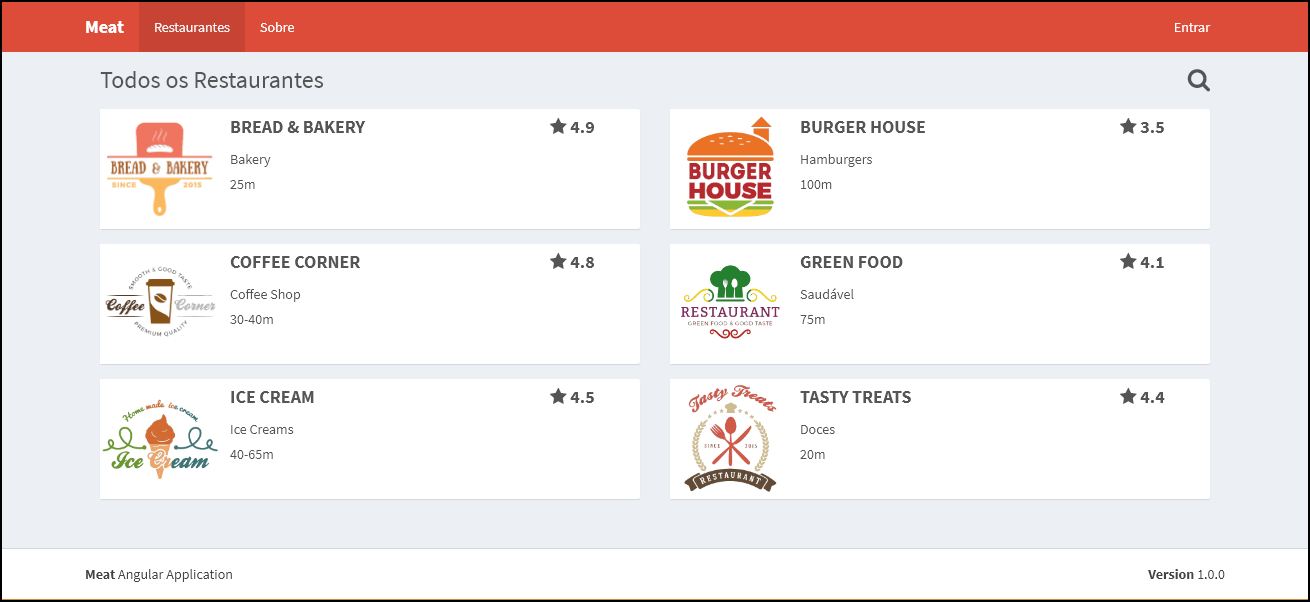 Meat Restaurantes Sobre Entrar
Todos os Restaurantes
BREAD & BAKERY
SINCE 2015
BREAD & BAKERY 4.9
Bakery
25m
BURGER
HOUSE
BURGER HOUSE 3.5
Hamburgers
100m
SMOOTH & GOOD TASTE
Coffee Corner
PREMIUM QUALITY
COFFEE CORNER 4.8
Coffee Shop
30-40m
RESTAURANT
GREEN FOOD & GOOD TASTE
GREEN FOOD 4.1
Saudável
75m
Home made ice cream
Ice Cream
ICE CREAM 4.5
Ice Creams
40-65m
Tasty Treats
SINCE 2015
RESTAURANT
TASTY TREATS 4.4
Doces
20m
Meat Angular Application Version 1.0.0